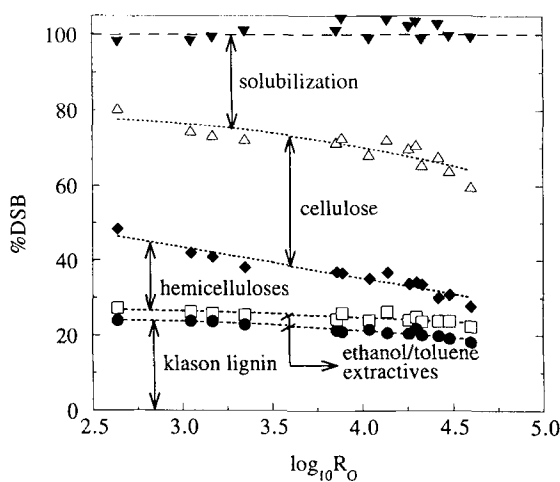 100
80
60
40
20
0
%DSB
solubilization
cellulose
hemicelluloses
klason lignin
ethanol/toluene
extractives
2.5 3.0 3.5 4.0 4.5 5.0
log₁₀R₀